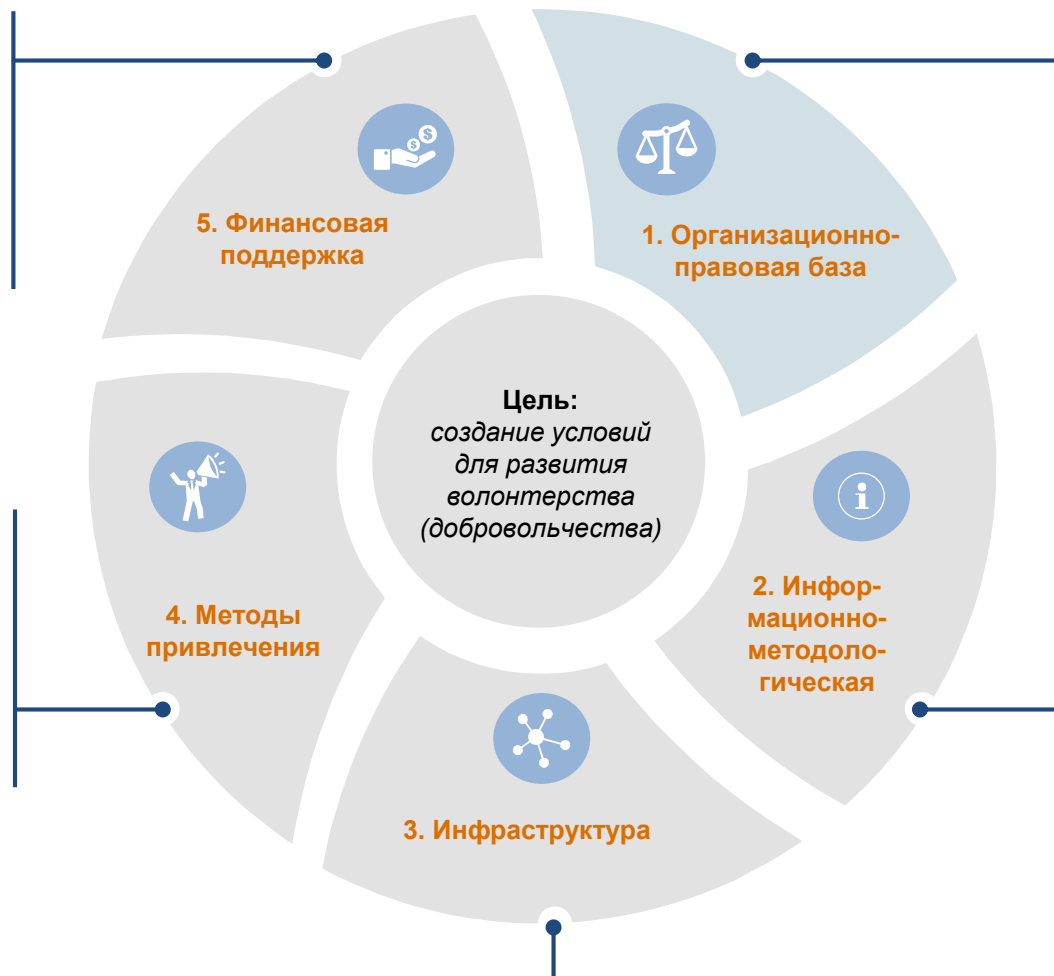 5. Финансовая
поддержка
1. Организационно-
правовая база
Цель:
создание условий
для развития
волонтерства
(добровольчества)
2. Инфор-
мационно-
методоло-
гическая
4. Методы
привлечения
3. Инфраструктура